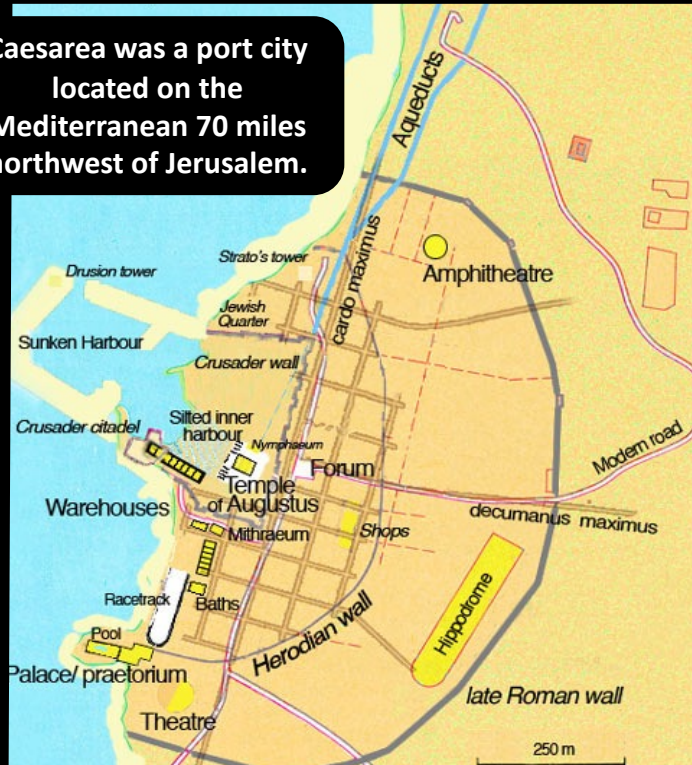 Caesarea was a port city
located on the
Mediterranean 70 miles
northwest of Jerusalem.
Aqueducts
cardo maximus
Strato's tower
Drusion tower
Amphitheatre
Jewish
Quarter
Sunken Harbour
Crusader wall
Crusader citadel
Silted inner
harbour
Nymphaeum
Forum
Temple
of Augustus
Modern road
Warehouses
decumanus maximus
Mithraeum
Shops
Racetrack
Baths
Hippodrome
Herodian wall
Pool
Palace/ praetorium
late Roman wall
Theatre
250 m